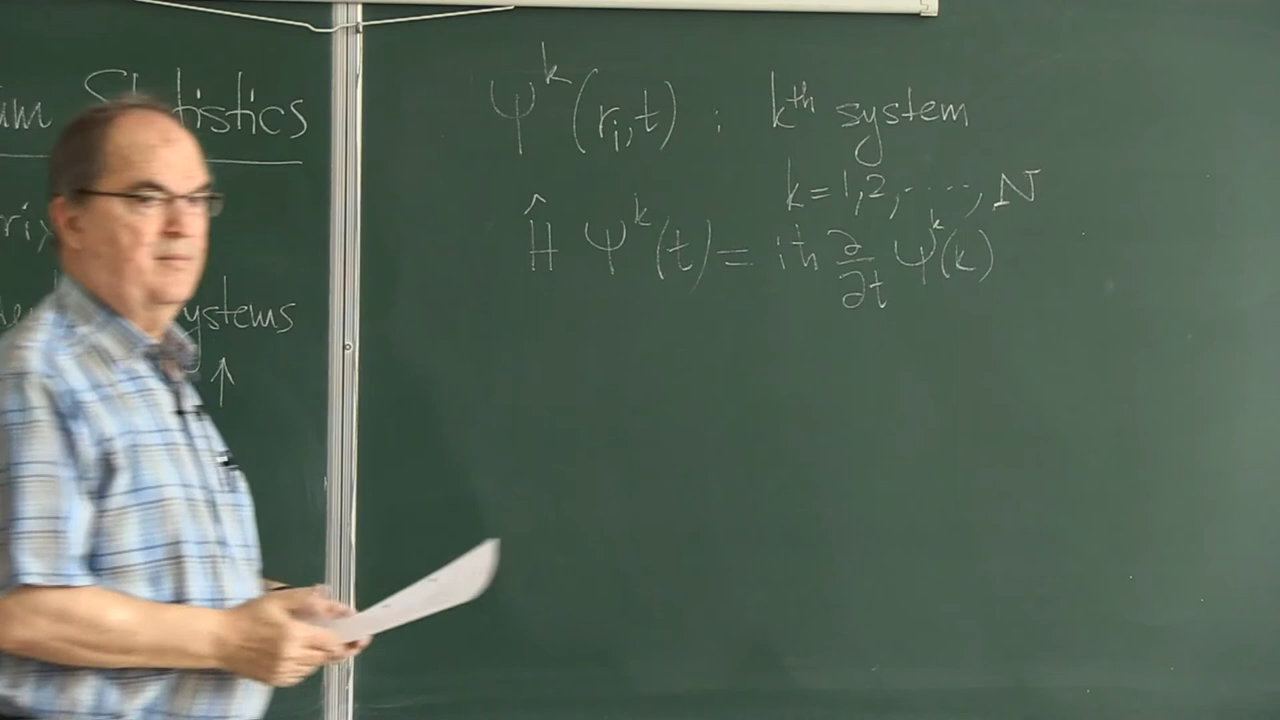 Statistics
ystems
↑
Ψ^k(r_i,t) : k^th system
k = 1,2,....,N
Ĥ Ψ^k(t) = iħ ∂/∂t Ψ^k(k)